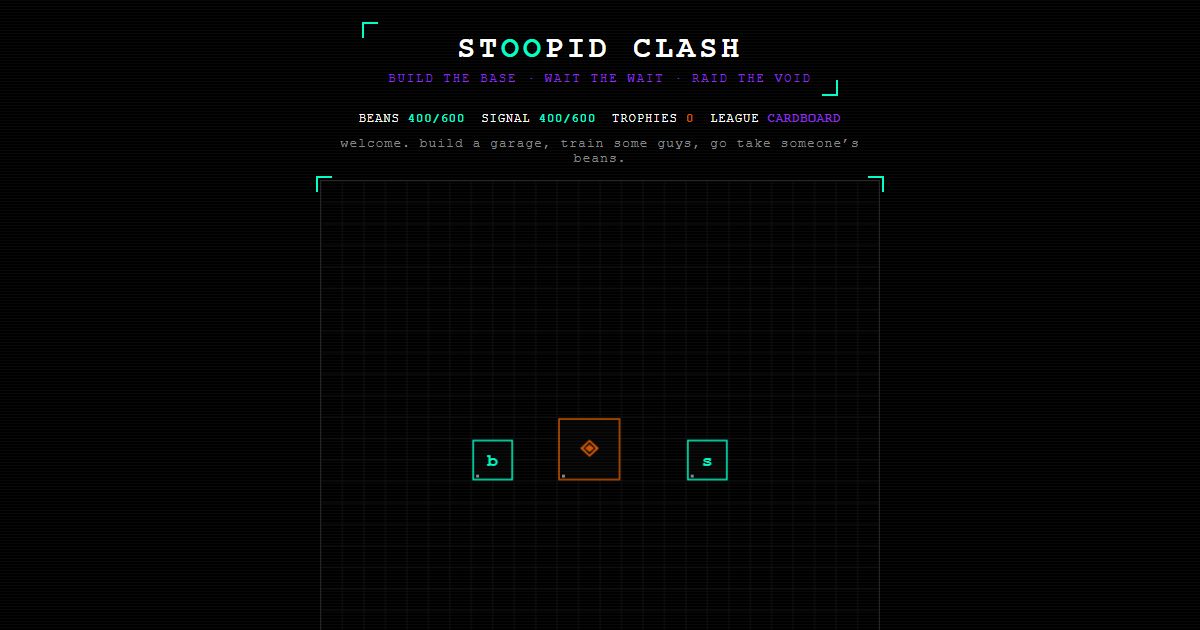 STOOPID CLASH
BUILD THE BASE · WAIT THE WAIT · RAID THE VOID
BEANS 400/600 SIGNAL 400/600 TROPHIES 0 LEAGUE CARDBOARD
welcome. build a garage, train some guys, go take someone’s
beans.
b s